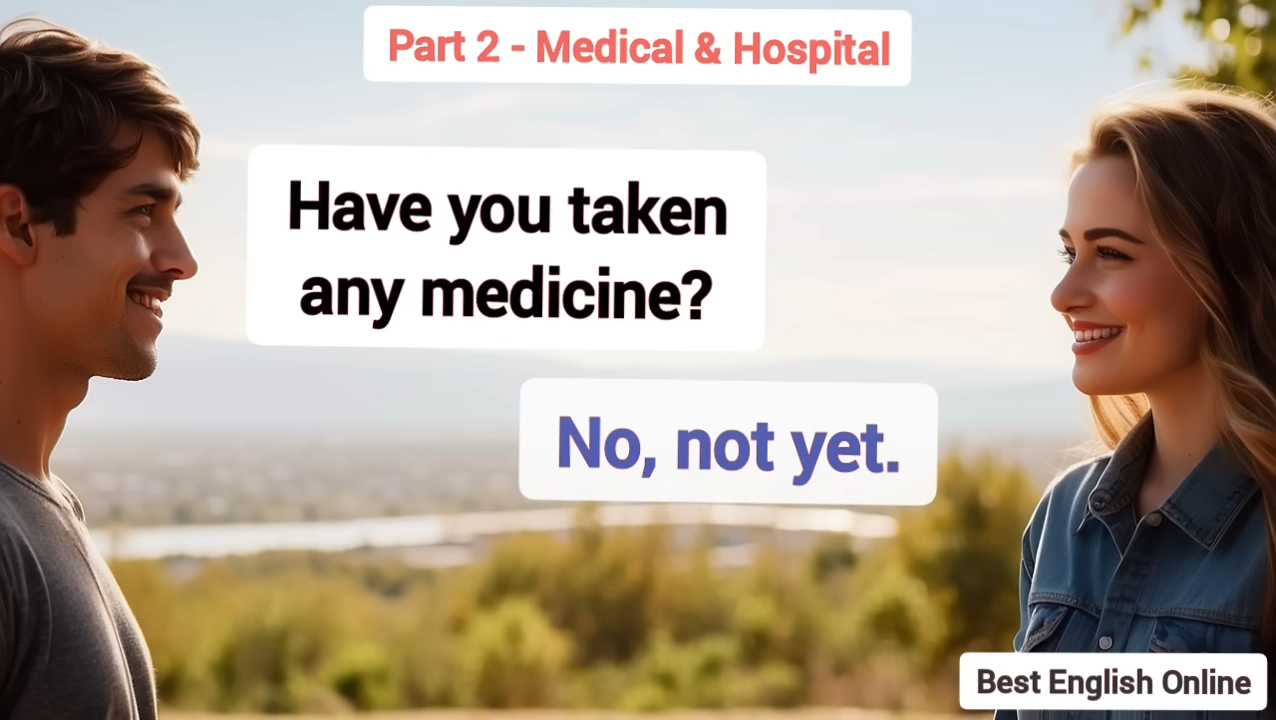 Part 2 - Medical & Hospital
Have you taken
any medicine?
No, not yet.
Best English Online